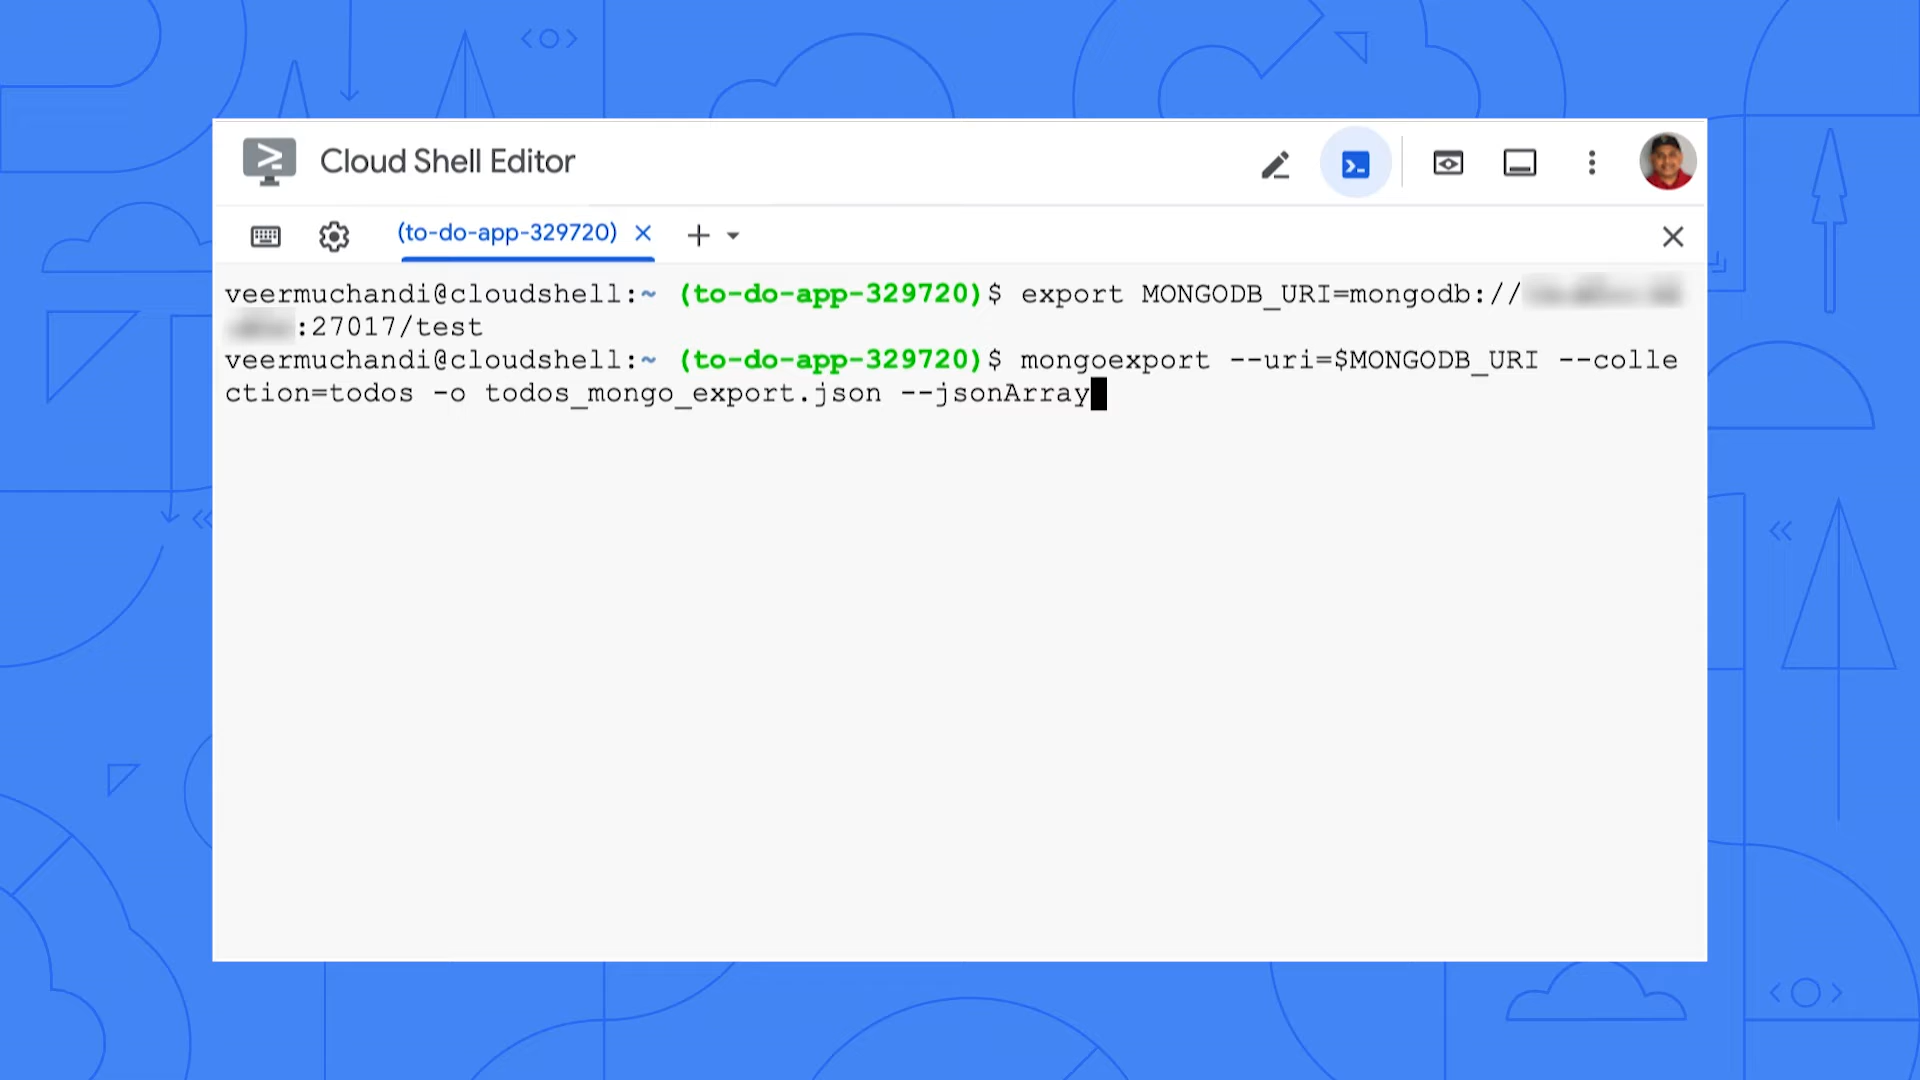 Cloud Shell Editor
(to-do-app-329720)
veermuchandi@cloudshell:~ (to-do-app-329720)$ export MONGODB_URI=mongodb://
:27017/test
veermuchandi@cloudshell:~ (to-do-app-329720)$ mongoexport --uri=$MONGODB_URI --colle
ction=todos -o todos_mongo_export.json --jsonArray